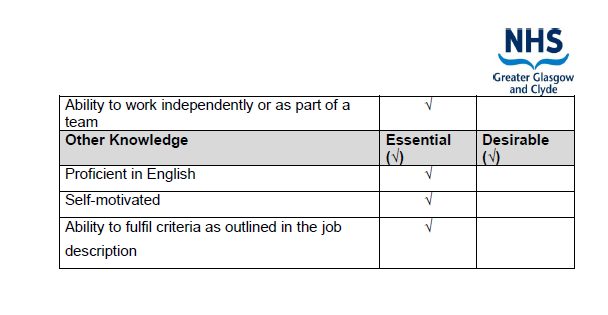 NHS
Greater Glasgow
and Clyde
Ability to work independently or as part of a √
team
Other Knowledge Essential Desirable
(√) (√)
Proficient in English √
Self-motivated √
Ability to fulfil criteria as outlined in the job √
description